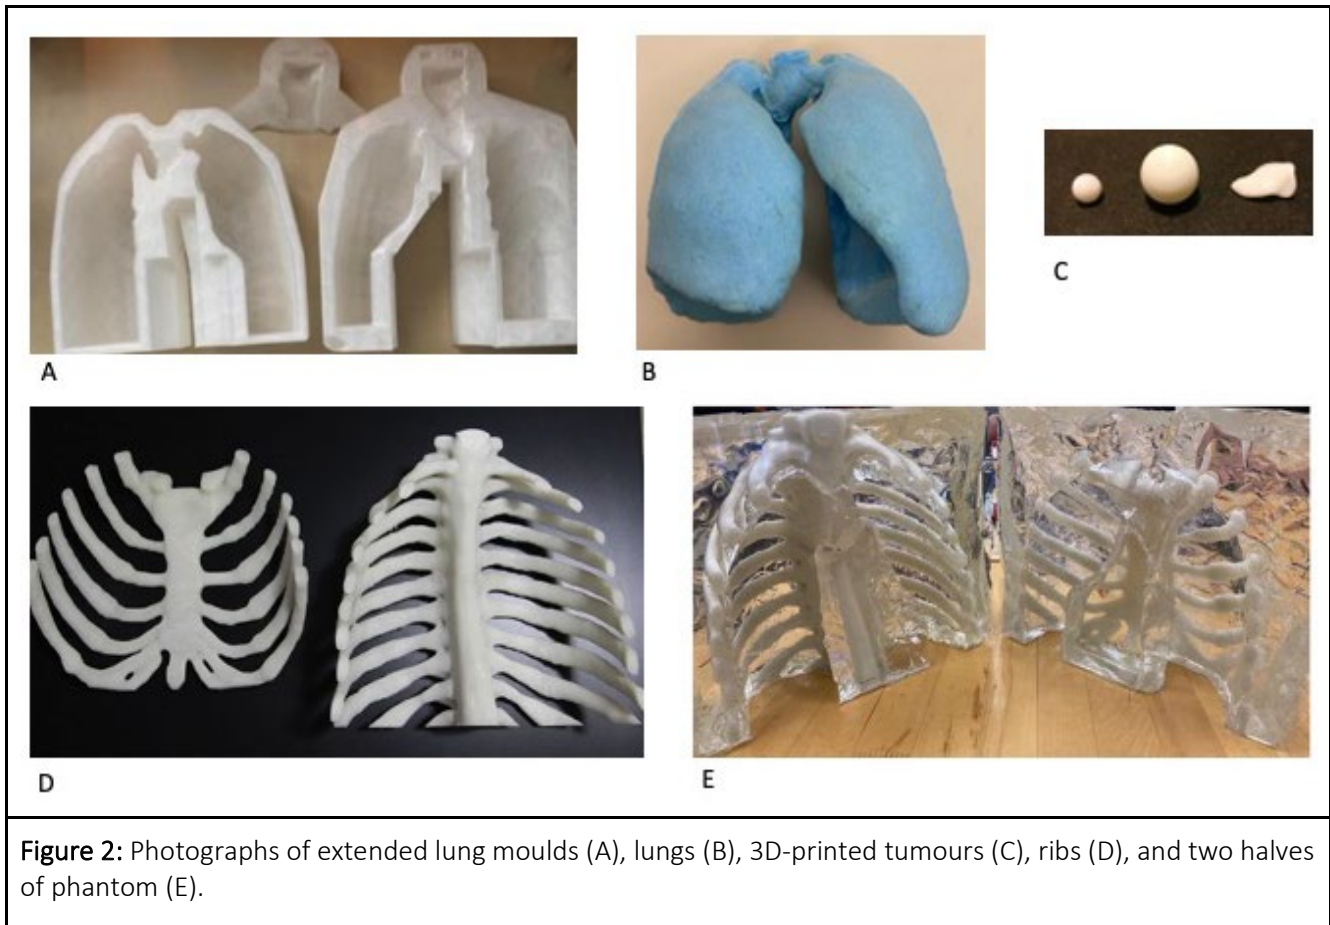 A
B
C
D
E
Figure 2: Photographs of extended lung moulds (A), lungs (B), 3D-printed tumours (C), ribs (D), and two halves
of phantom (E).